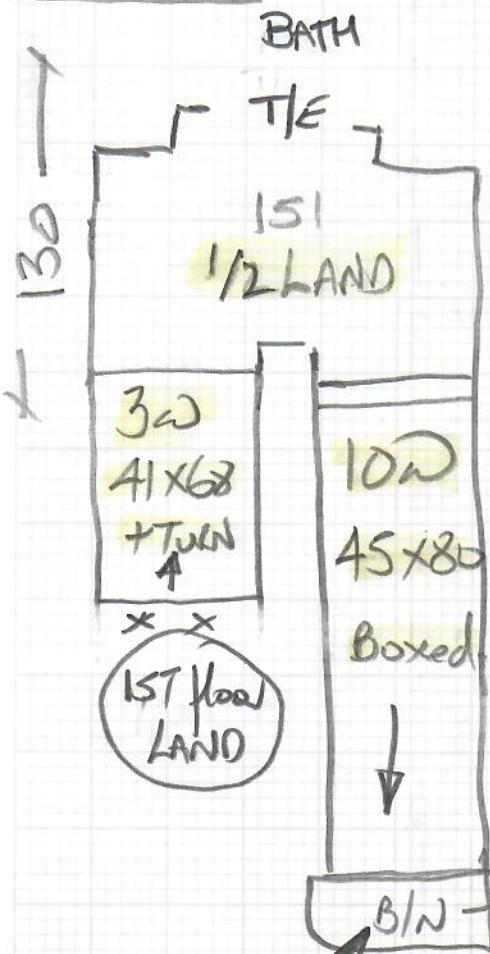 BATH
T/E
130
151
1/2 LAND
3W
41X68
+TURN
X X
1ST floor
LAND
10W
45X80
Boxed
B/N